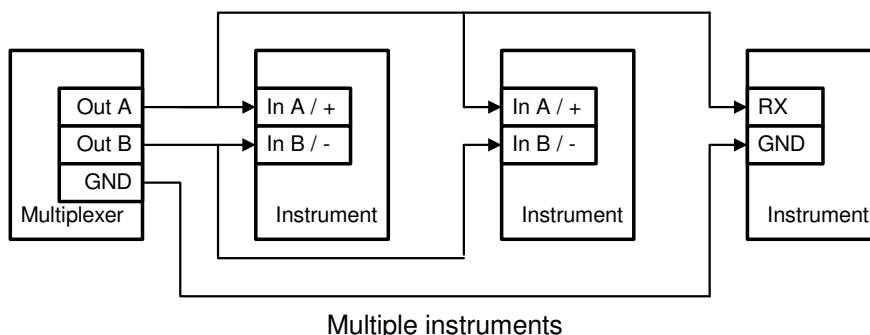 Out A
Out B
GND
Multiplexer
In A / +
In B / -
Instrument
In A / +
In B / -
Instrument
RX
GND
Instrument
Multiple instruments